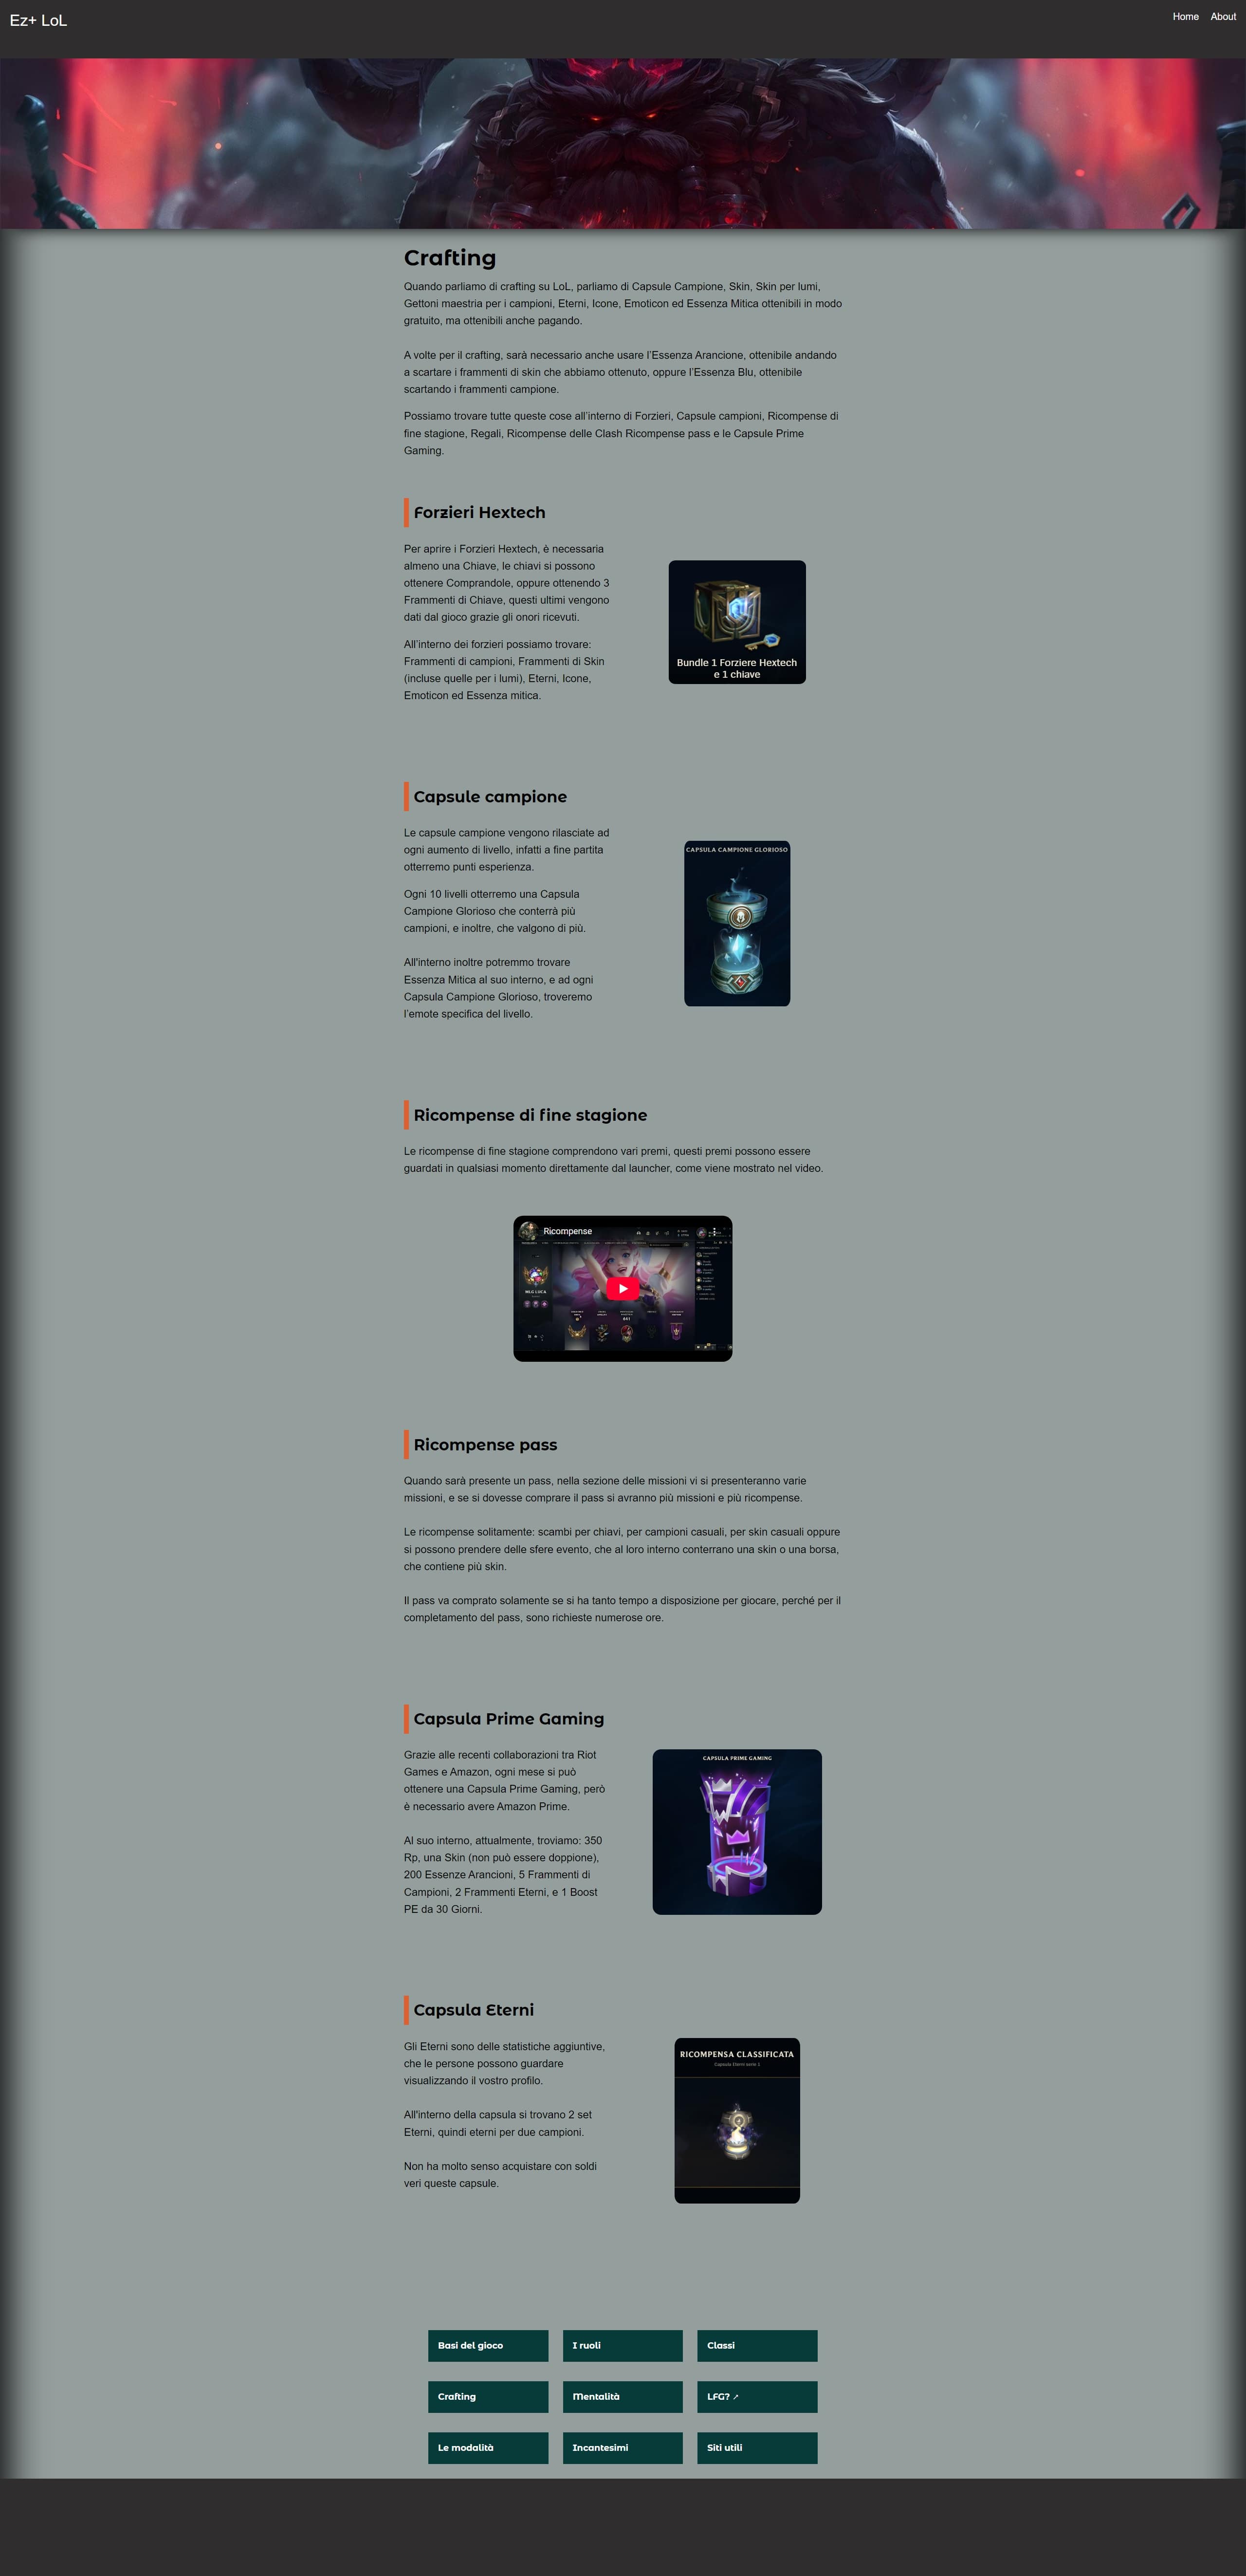 Ez+ LoL
Home
About
Crafting
Quando parliamo di crafting su LoL, parliamo di Capsule Campione, Skin, Skin per lumi,
Gettoni maestria per i campioni, Eterni, Icone, Emoticon ed Essenza Mitica ottenibili in modo
gratuito, ma ottenibili anche pagando.
A volte per il crafting, sarà necessario anche usare l’Essenza Arancione, ottenibile andando
a scartare i frammenti di skin che abbiamo ottenuto, oppure l’Essenza Blu, ottenibile
scartando i frammenti campione.
Possiamo trovare tutte queste cose all’interno di Forzieri, Capsule campioni, Ricompense di
fine stagione, Regali, Ricompense delle Clash Ricompense pass e le Capsule Prime
Gaming.
Forzieri Hextech
Per aprire i Forzieri Hextech, è necessaria
almeno una Chiave, le chiavi si possono
ottenere Comprandole, oppure ottenendo 3
Frammenti di Chiave, questi ultimi vengono
dati dal gioco grazie gli onori ricevuti.
All’interno dei forzieri possiamo trovare:
Frammenti di campioni, Frammenti di Skin
(incluse quelle per i lumi), Eterni, Icone,
Emoticon ed Essenza mitica.
Bundle 1 Forziere Hextech
e 1 chiave
Capsule campione
Le capsule campione vengono rilasciate ad
ogni aumento di livello, infatti a fine partita
otterremo punti esperienza.
Ogni 10 livelli otterremo una Capsula
Campione Glorioso che conterrà più
campioni, e inoltre, che valgono di più.
All'interno inoltre potremmo trovare
Essenza Mitica al suo interno, e ad ogni
Capsula Campione Glorioso, troveremo
l’emote specifica del livello.
CAPSULA CAMPIONE GLORIOSO
Ricompense di fine stagione
Le ricompense di fine stagione comprendono vari premi, questi premi possono essere
guardati in qualsiasi momento direttamente dal launcher, come viene mostrato nel video.
Ricompense
Ricompense pass
Quando sarà presente un pass, nella sezione delle missioni vi si presenteranno varie
missioni, e se si dovesse comprare il pass si avranno più missioni e più ricompense.
Le ricompense solitamente: scambi per chiavi, per campioni casuali, per skin casuali oppure
si possono prendere delle sfere evento, che al loro interno conterrano una skin o una borsa,
che contiene più skin.
Il pass va comprato solamente se si ha tanto tempo a disposizione per giocare, perché per il
completamento del pass, sono richieste numerose ore.
Capsula Prime Gaming
Grazie alle recenti collaborazioni tra Riot
Games e Amazon, ogni mese si può
ottenere una Capsula Prime Gaming, però
è necessario avere Amazon Prime.
Al suo interno, attualmente, troviamo: 350
Rp, una Skin (non può essere doppione),
200 Essenze Arancioni, 5 Frammenti di
Campioni, 2 Frammenti Eterni, e 1 Boost
PE da 30 Giorni.
CAPSULA PRIME GAMING
Capsula Eterni
Gli Eterni sono delle statistiche aggiuntive,
che le persone possono guardare
visualizzando il vostro profilo.
All'interno della capsula si trovano 2 set
Eterni, quindi eterni per due campioni.
Non ha molto senso acquistare con soldi
veri queste capsule.
RICOMPENSA CLASSIFICATA
Capsula Eterni serie 1
Basi del gioco
I ruoli
Classi
Crafting
Mentalità
LFG? ➚
Le modalità
Incantesimi
Siti utili